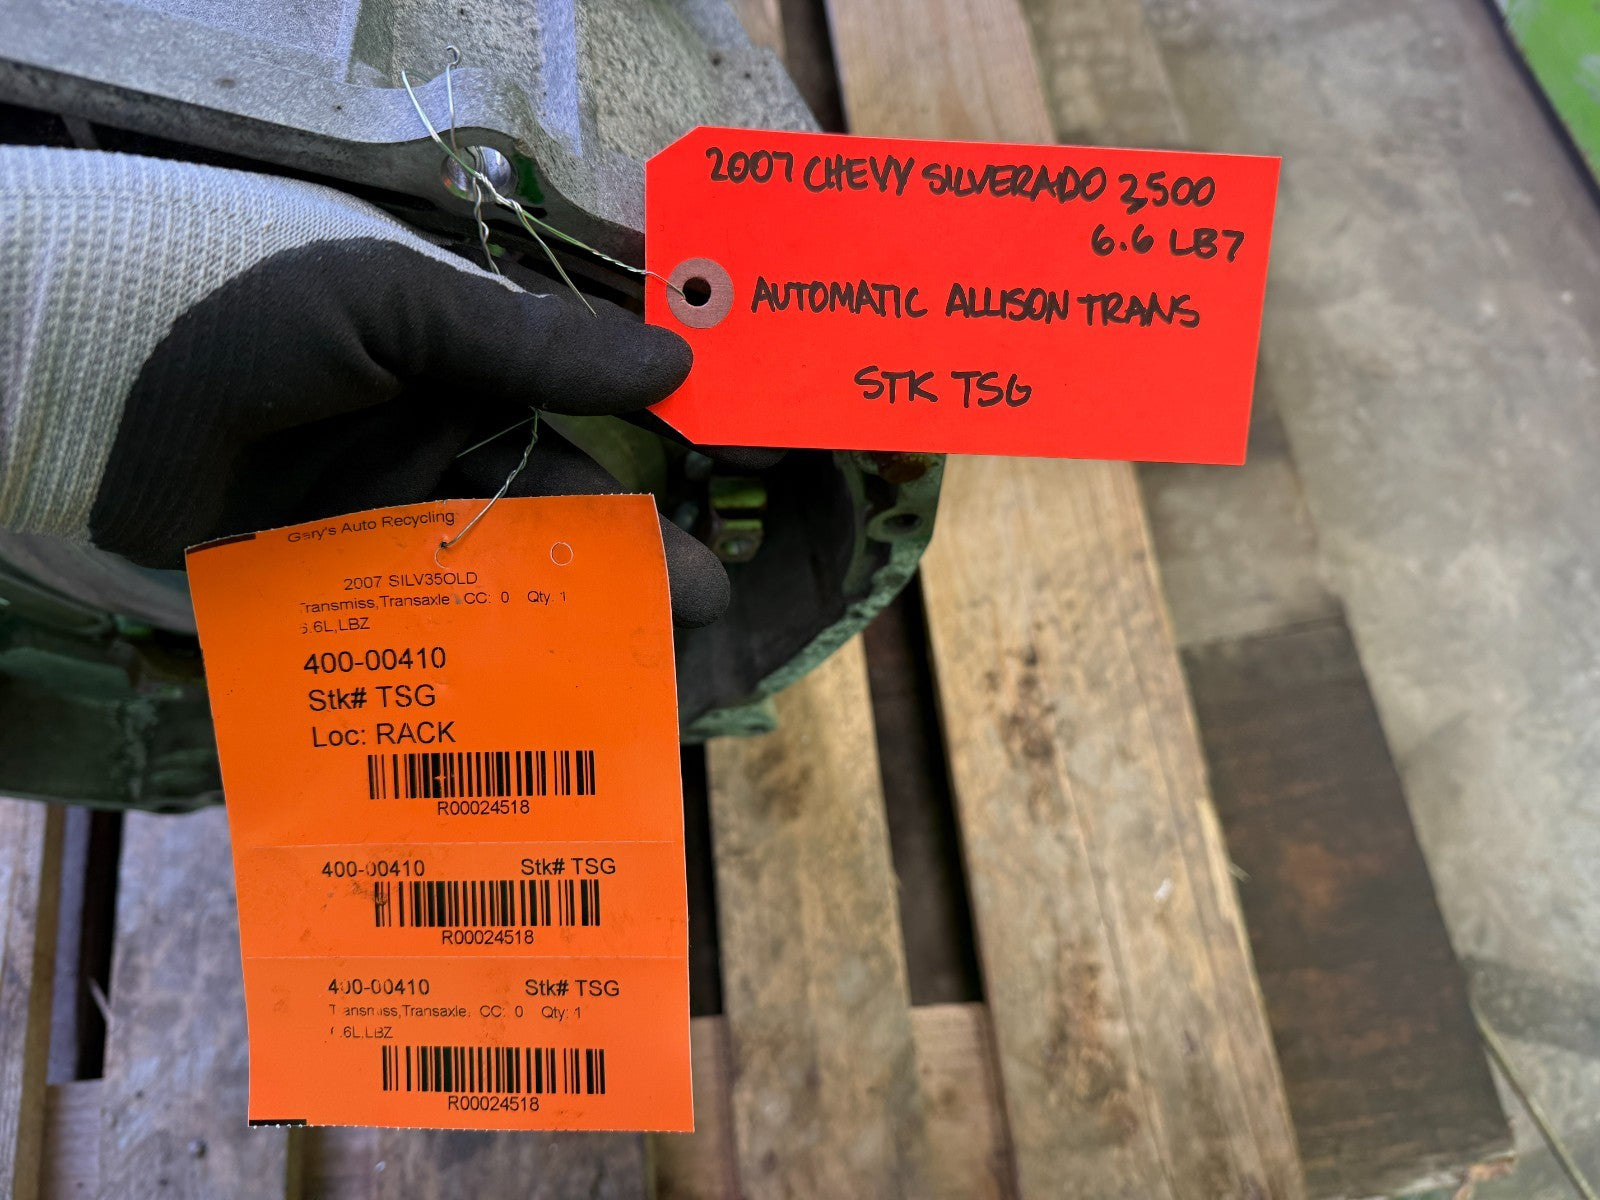 2007 CHEVY SILVERADO 3500
6.6 LB7
AUTOMATIC ALLISON TRANS
STK TSG
Gary's Auto Recycling
2007 SILV35OLD
Transmiss,Transaxle CC: 0 Qty: 1
6.6L,LBZ
400-00410
Stk# TSG
Loc: RACK
R00024518
400-00410 Stk# TSG
R00024518
400-00410 Stk# TSG
Transmiss,Transaxle, CC: 0 Qty: 1
6.6L,LBZ
R00024518